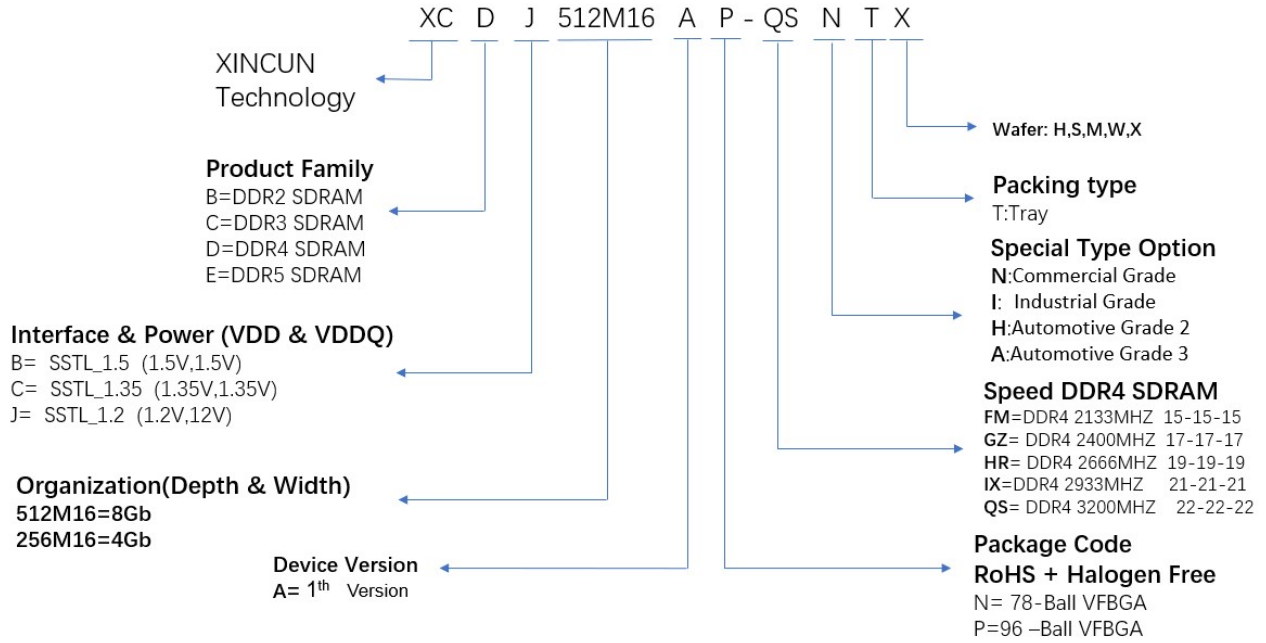 XC D J 512M16 A P - QS N T X
XINCUN
Technology
Product Family
B=DDR2 SDRAM
C=DDR3 SDRAM
D=DDR4 SDRAM
E=DDR5 SDRAM
Interface & Power (VDD & VDDQ)
B= SSTL_1.5 (1.5V,1.5V)
C= SSTL_1.35 (1.35V,1.35V)
J= SSTL_1.2 (1.2V,12V)
Organization(Depth & Width)
512M16=8Gb
256M16=4Gb
Device Version
A= 1th Version
Wafer: H,S,M,W,X
Packing type
T:Tray
Special Type Option
N:Commercial Grade
I: Industrial Grade
H:Automotive Grade 2
A:Automotive Grade 3
Speed DDR4 SDRAM
FM=DDR4 2133MHZ 15-15-15
GZ= DDR4 2400MHZ 17-17-17
HR= DDR4 2666MHZ 19-19-19
IX=DDR4 2933MHZ 21-21-21
QS= DDR4 3200MHZ 22-22-22
Package Code
RoHS + Halogen Free
N= 78-Ball VFBGA
P=96 –Ball VFBGA